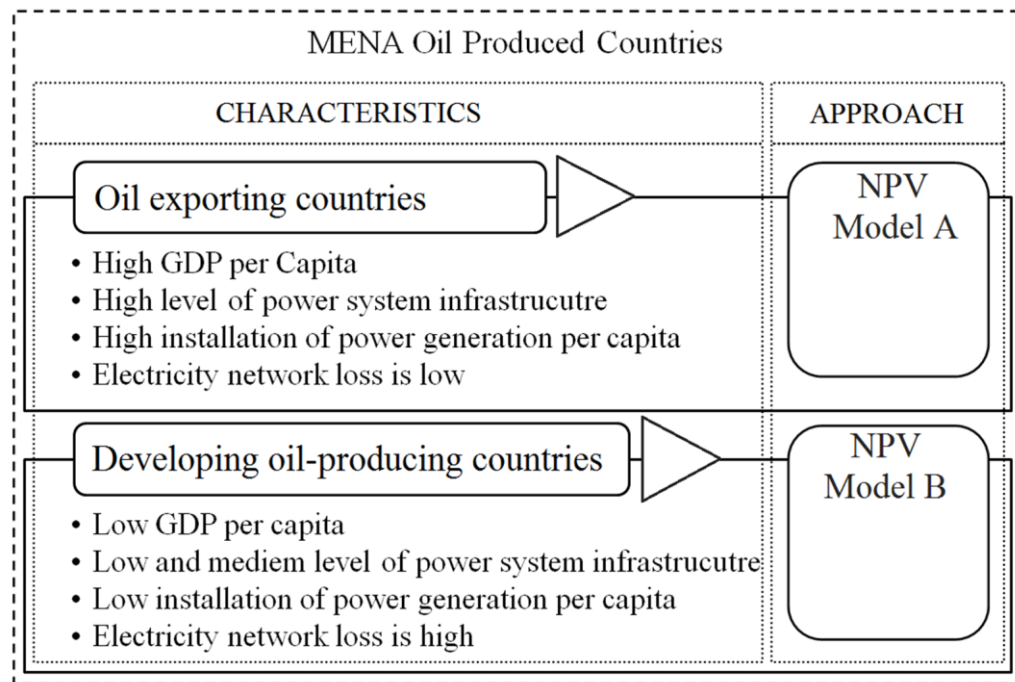 MENA Oil Produced Countries
CHARACTERISTICS
APPROACH
Oil exporting countries
NPV
Model A
• High GDP per Capita
• High level of power system infrastrucutre
• High installation of power generation per capita
• Electricity network loss is low
Developing oil-producing countries
NPV
Model B
• Low GDP per capita
• Low and mediem level of power system infrastrucutre
• Low installation of power generation per capita
• Electricity network loss is high